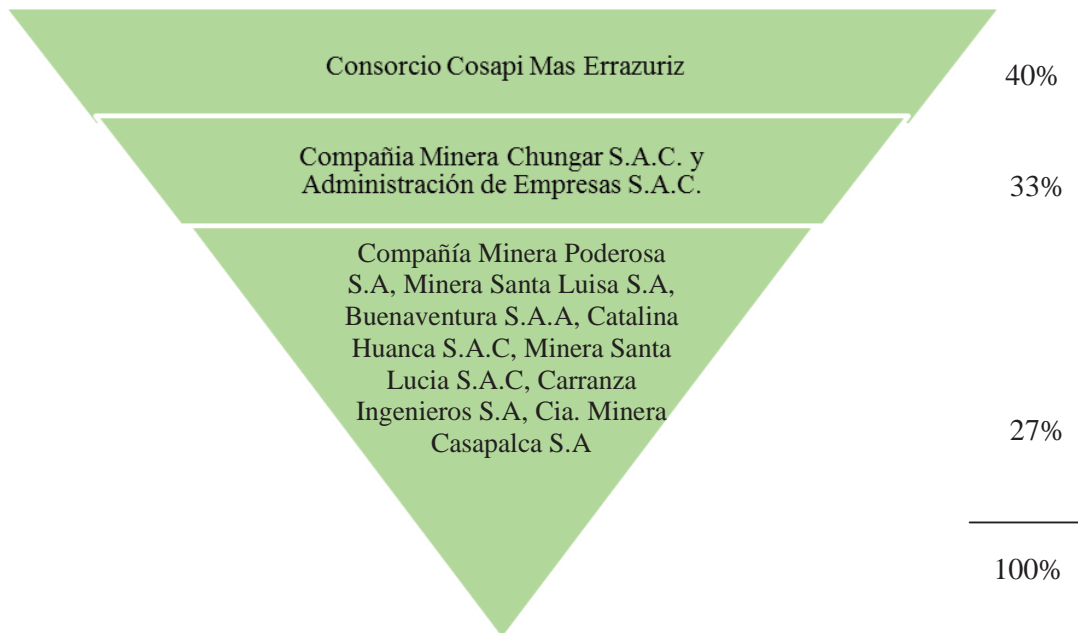 Consorcio Cosapi Mas Errazuriz
40%
Compañia Minera Chungar S.A.C. y
Administración de Empresas S.A.C.
33%
Compañía Minera Poderosa
S.A, Minera Santa Luisa S.A,
Buenaventura S.A.A, Catalina
Huanca S.A.C, Minera Santa
Lucia S.A.C, Carranza
Ingenieros S.A, Cia. Minera
Casapalca S.A
27%
100%